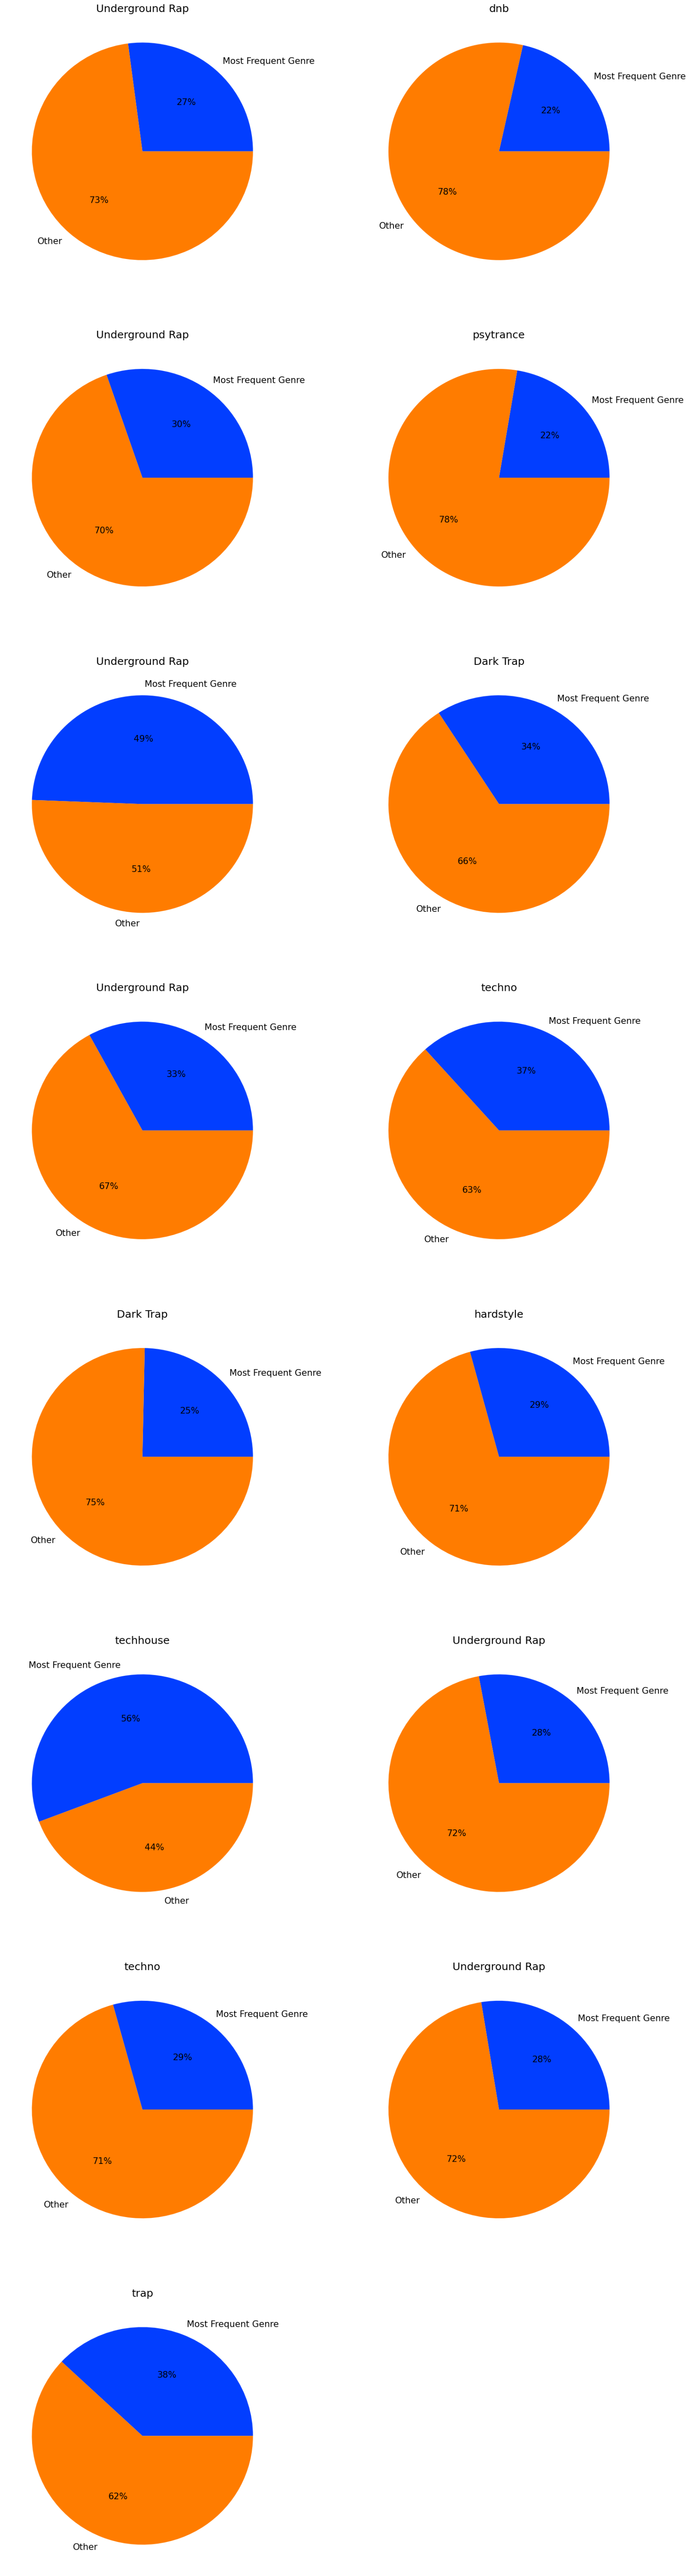 Underground Rap
Most Frequent Genre
27%
73%
Other
dnb
Most Frequent Genre
22%
78%
Other
Underground Rap
Most Frequent Genre
30%
70%
Other
psytrance
Most Frequent Genre
22%
78%
Other
Underground Rap
Most Frequent Genre
49%
51%
Other
Dark Trap
Most Frequent Genre
34%
66%
Other
Underground Rap
Most Frequent Genre
33%
67%
Other
techno
Most Frequent Genre
37%
63%
Other
Dark Trap
Most Frequent Genre
25%
75%
Other
hardstyle
Most Frequent Genre
29%
71%
Other
techhouse
Most Frequent Genre
56%
44%
Other
Underground Rap
Most Frequent Genre
28%
72%
Other
techno
Most Frequent Genre
29%
71%
Other
Underground Rap
Most Frequent Genre
28%
72%
Other
trap
Most Frequent Genre
38%
62%
Other